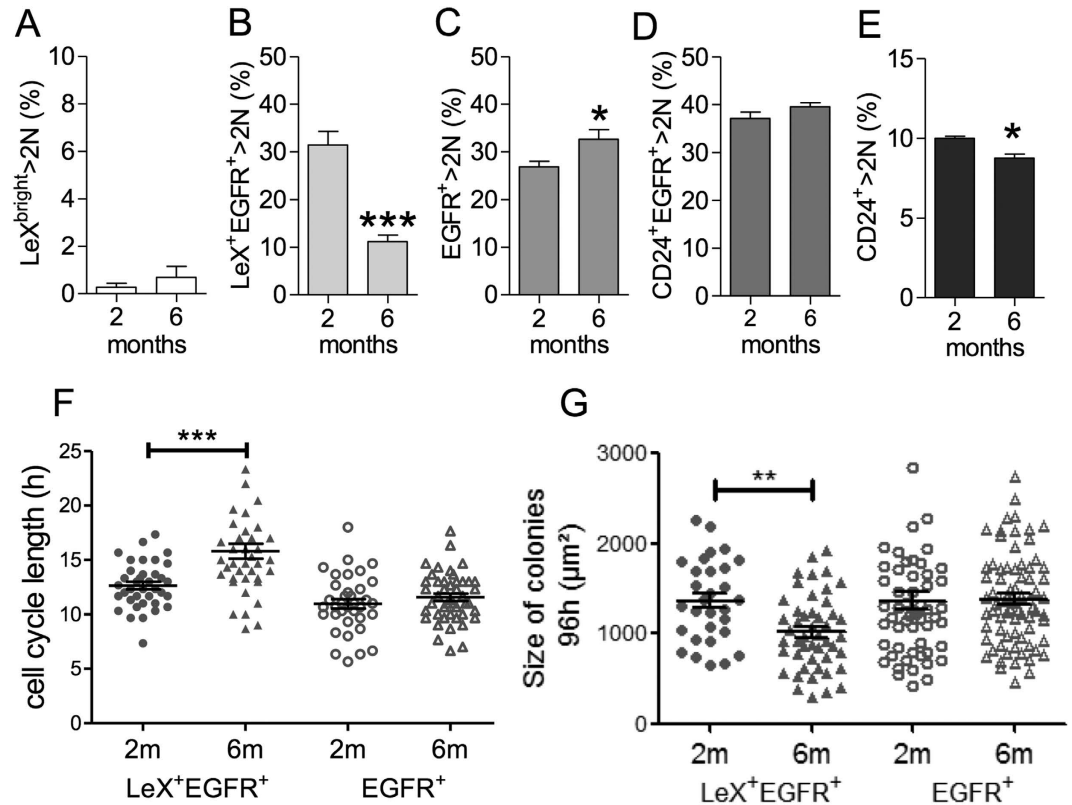 A
LeX^bright>2N (%)
10
8
6
4
2
0
2 6
months
B
LeX⁺EGFR⁺>2N (%)
50
40
30
20
10
0
***
2 6
months
C
EGFR⁺>2N (%)
50
40
30
20
10
0
*
2 6
months
D
CD24⁺EGFR⁺>2N (%)
50
40
30
20
10
0
2 6
months
E
CD24⁺>2N (%)
15
10
5
0
*
2 6
months
F
cell cycle length (h)
25
20
15
10
5
0
***
2m 6m 2m 6m
LeX⁺EGFR⁺ EGFR⁺
G
Size of colonies
96h (µm²)
3000
2000
1000
0
**
2m 6m 2m 6m
LeX⁺EGFR⁺ EGFR⁺